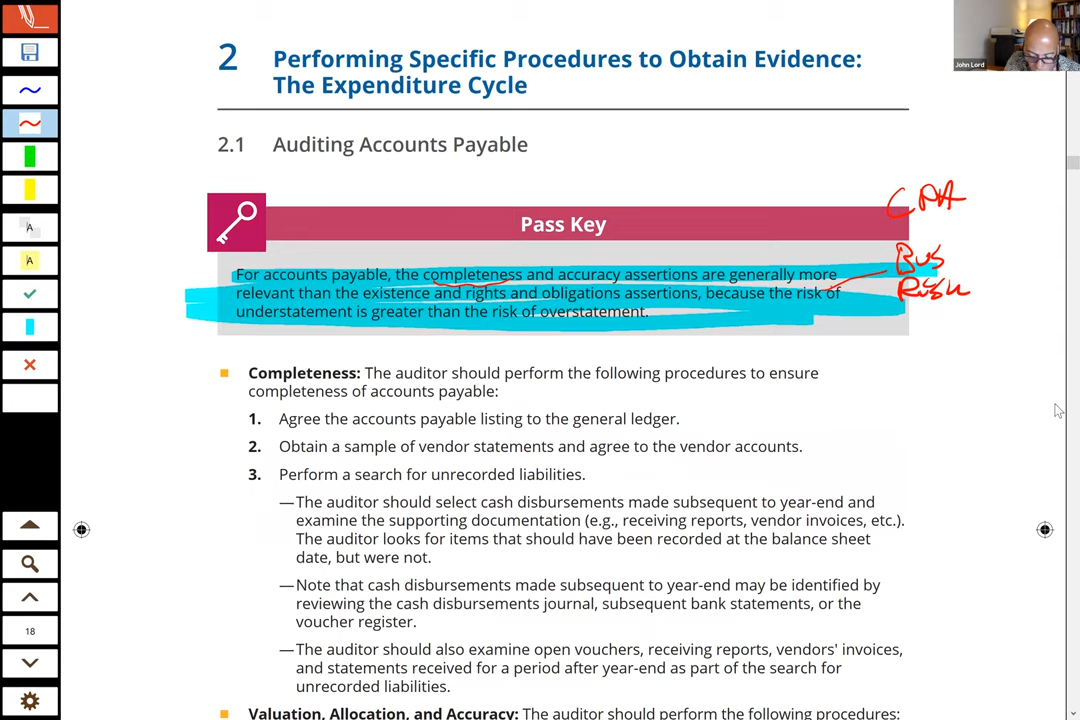 John Lord
2 Performing Specific Procedures to Obtain Evidence:
The Expenditure Cycle
2.1 Auditing Accounts Payable
CPA
Pass Key
Bus
Risk
For accounts payable, the completeness and accuracy assertions are generally more
relevant than the existence and rights and obligations assertions, because the risk of
understatement is greater than the risk of overstatement.
Completeness: The auditor should perform the following procedures to ensure
completeness of accounts payable:
1. Agree the accounts payable listing to the general ledger.
2. Obtain a sample of vendor statements and agree to the vendor accounts.
3. Perform a search for unrecorded liabilities.
—The auditor should select cash disbursements made subsequent to year-end and
examine the supporting documentation (e.g., receiving reports, vendor invoices, etc.).
The auditor looks for items that should have been recorded at the balance sheet
date, but were not.
—Note that cash disbursements made subsequent to year-end may be identified by
reviewing the cash disbursements journal, subsequent bank statements, or the
voucher register.
—The auditor should also examine open vouchers, receiving reports, vendors' invoices,
and statements received for a period after year-end as part of the search for
unrecorded liabilities.
Valuation, Allocation, and Accuracy: The auditor should perform the following procedures:
A
A
18